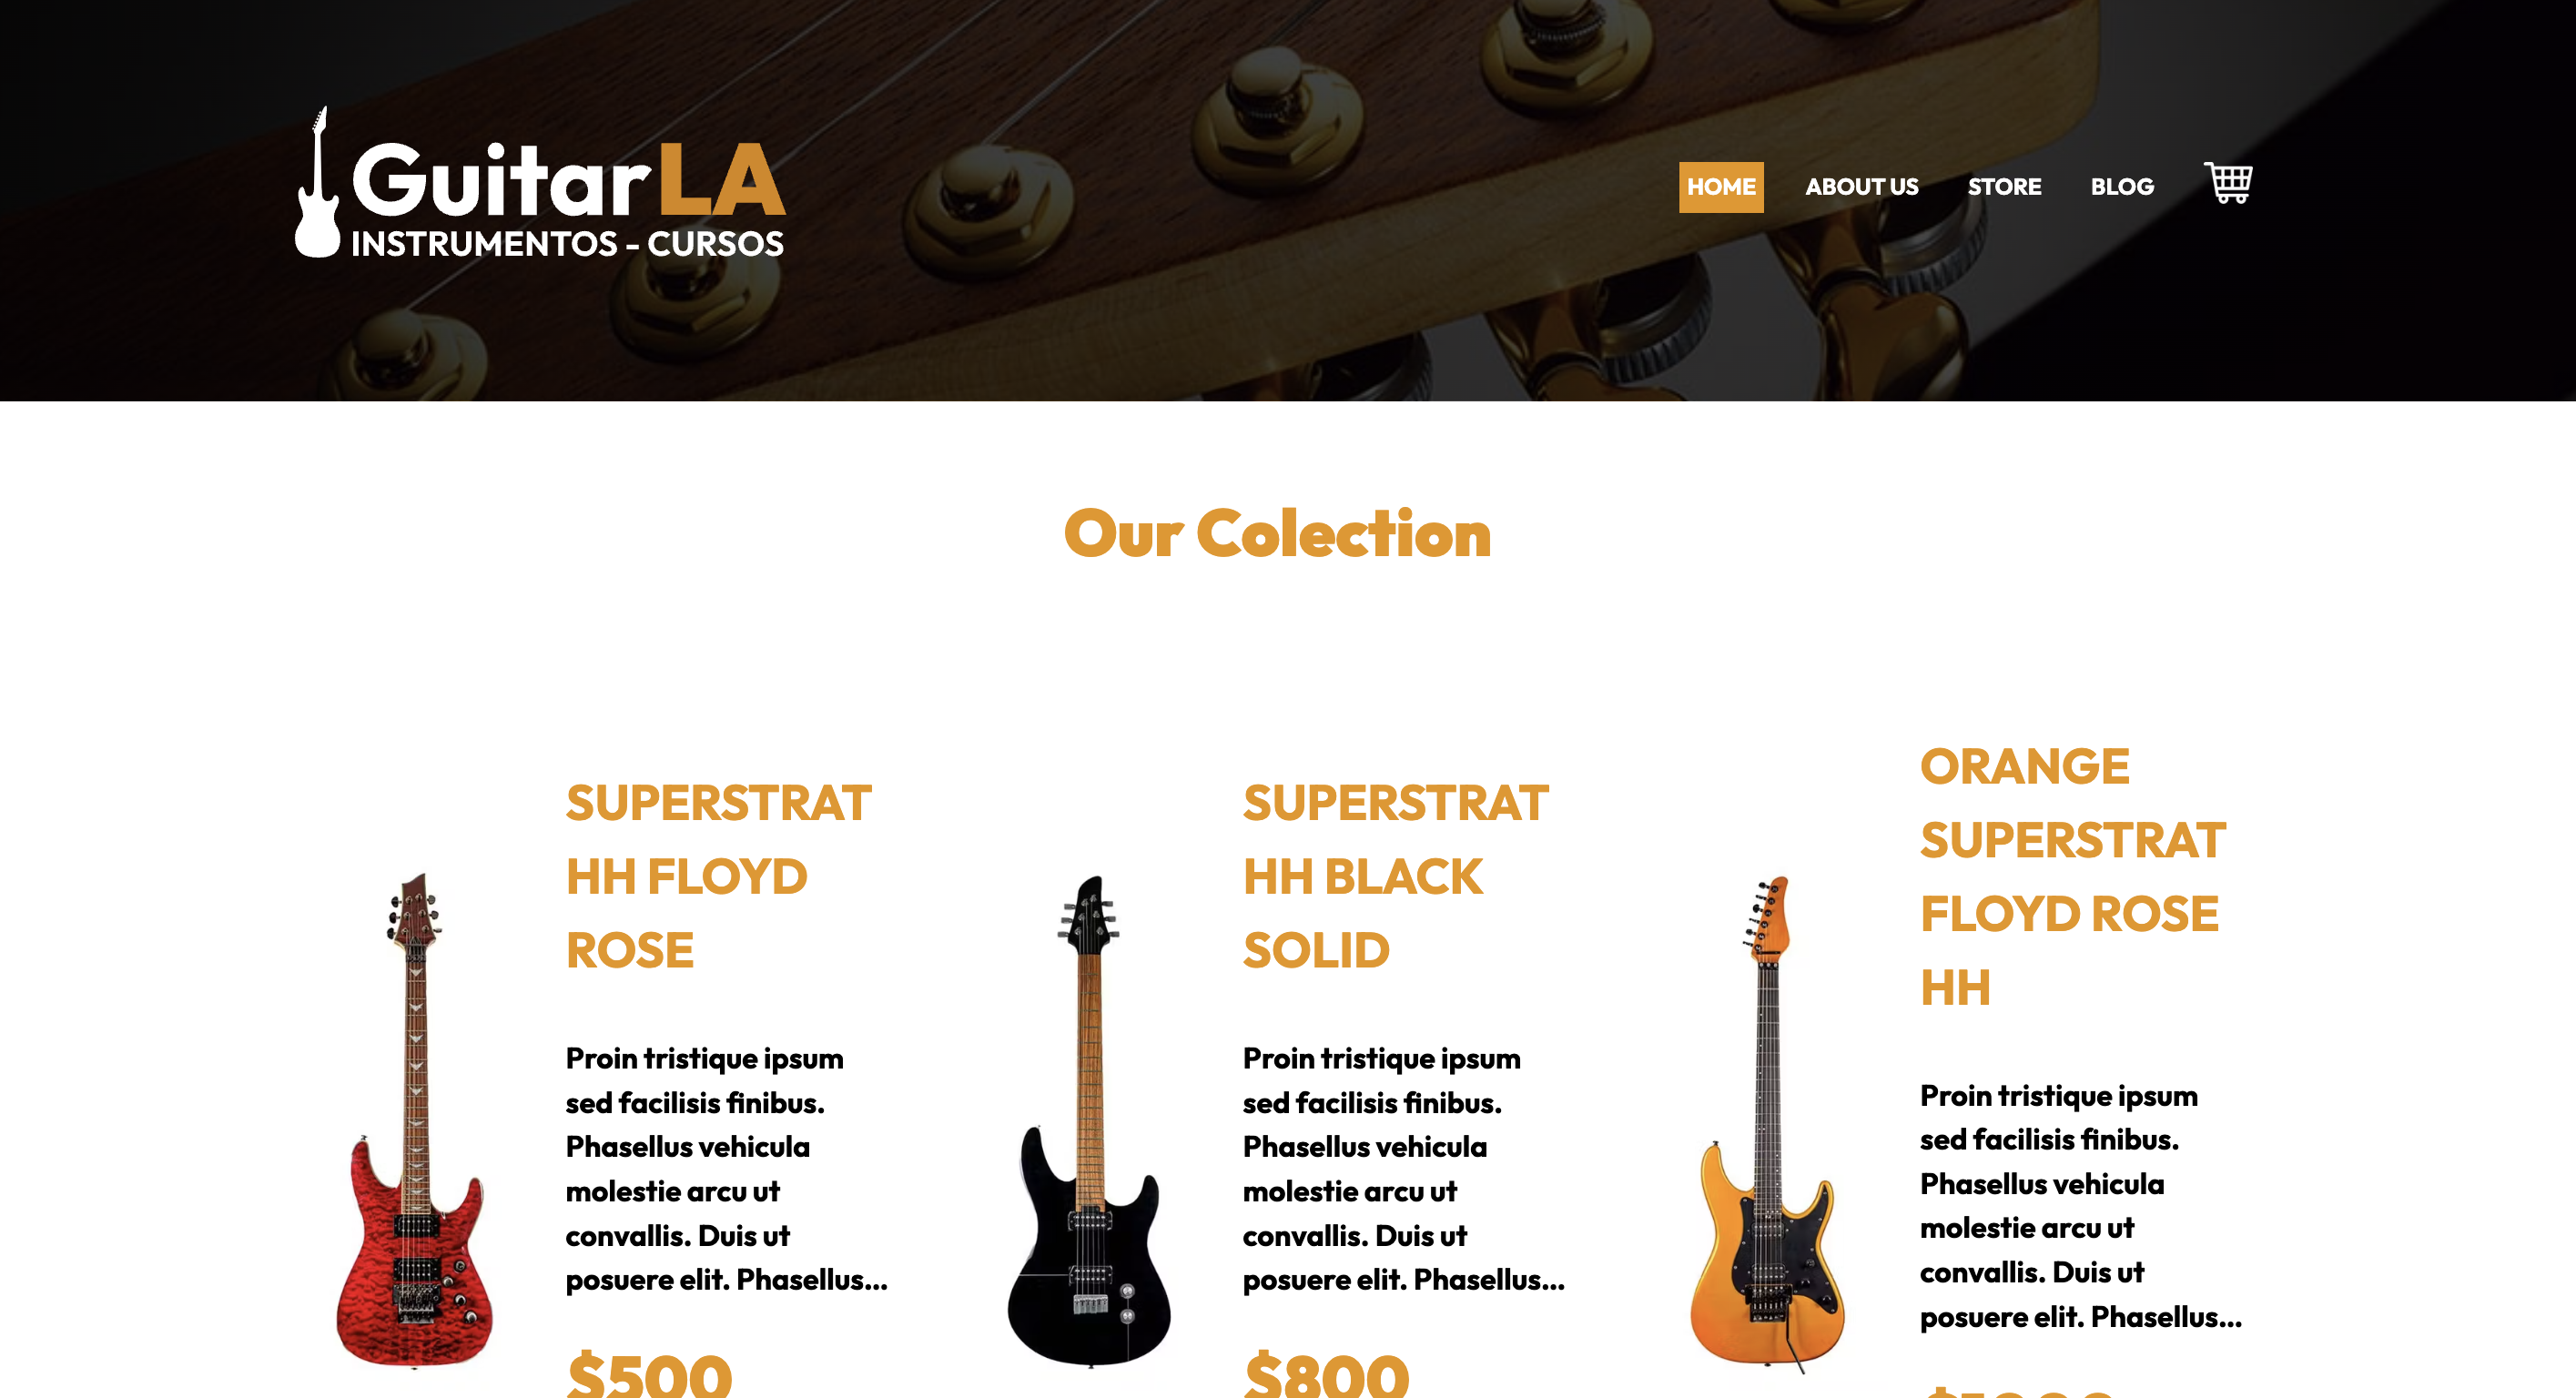 GuitarLA
INSTRUMENTOS - CURSOS
HOME
ABOUT US
STORE
BLOG
Our Colection
SUPERSTRAT
HH FLOYD
ROSE
Proin tristique ipsum
sed facilisis finibus.
Phasellus vehicula
molestie arcu ut
convallis. Duis ut
posuere elit. Phasellus...
$500
SUPERSTRAT
HH BLACK
SOLID
Proin tristique ipsum
sed facilisis finibus.
Phasellus vehicula
molestie arcu ut
convallis. Duis ut
posuere elit. Phasellus...
$800
ORANGE
SUPERSTRAT
FLOYD ROSE
HH
Proin tristique ipsum
sed facilisis finibus.
Phasellus vehicula
molestie arcu ut
convallis. Duis ut
posuere elit. Phasellus...